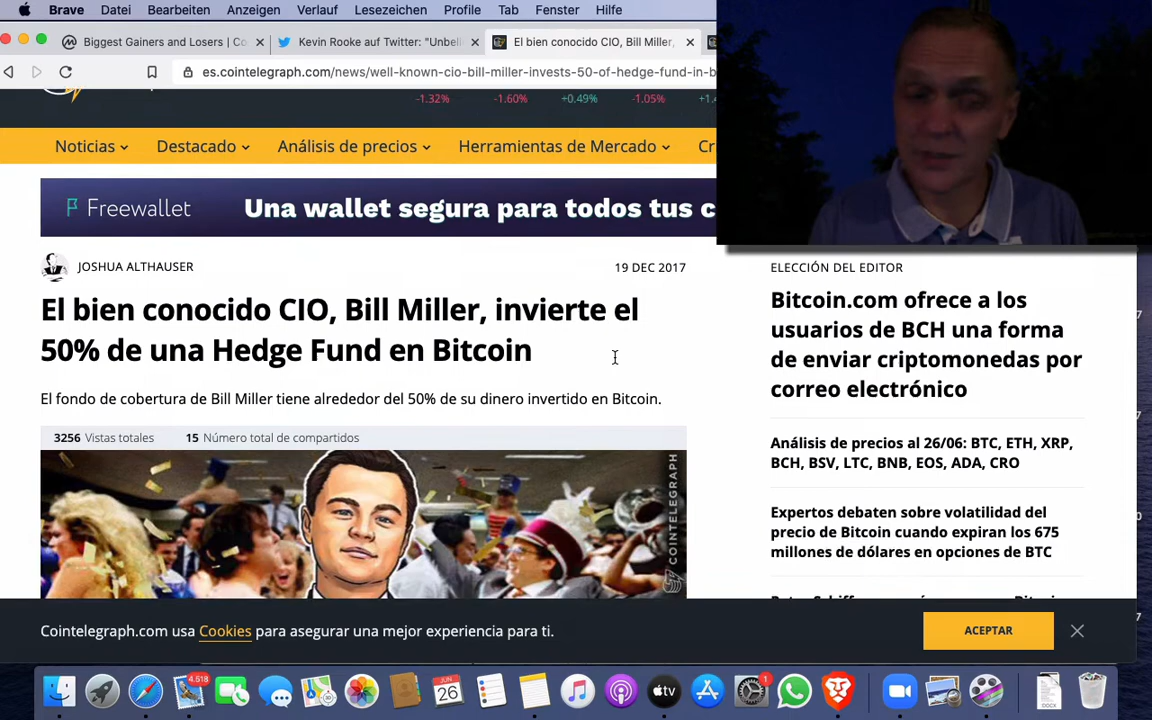 Brave Datei Bearbeiten Anzeigen Verlauf Lesezeichen Profile Tab Fenster Hilfe
Biggest Gainers and Losers | Co
Kevin Rooke auf Twitter: "Unbel
El bien conocido CIO, Bill Miller,
es.cointelegraph.com/news/well-known-cio-bill-miller-invests-50-of-hedge-fund-in-b
-1.32% -1.60% +0.49% -1.05%
Noticias Destacado Análisis de precios Herramientas de Mercado Cr
Freewallet Una wallet segura para todos tus c
JOSHUA ALTHAUSER
19 DEC 2017
El bien conocido CIO, Bill Miller, invierte el
50% de una Hedge Fund en Bitcoin
El fondo de cobertura de Bill Miller tiene alrededor del 50% de su dinero invertido en Bitcoin.
3256 Vistas totales 15 Número total de compartidos
COINTELEGRAPH
ELECCIÓN DEL EDITOR
Bitcoin.com ofrece a los
usuarios de BCH una forma
de enviar criptomonedas por
correo electrónico
Análisis de precios al 26/06: BTC, ETH, XRP,
BCH, BSV, LTC, BNB, EOS, ADA, CRO
Expertos debaten sobre volatilidad del
precio de Bitcoin cuando expiran los 675
millones de dólares en opciones de BTC
Cointelegraph.com usa Cookies para asegurar una mejor experiencia para ti.
ACEPTAR
4.518
JUN
26
tv
1
DOCX